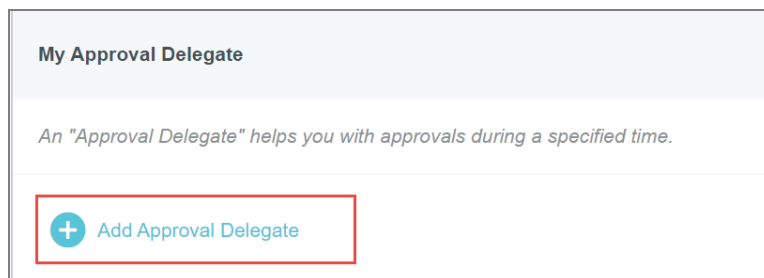 My Approval Delegate
An "Approval Delegate" helps you with approvals during a specified time.
Add Approval Delegate